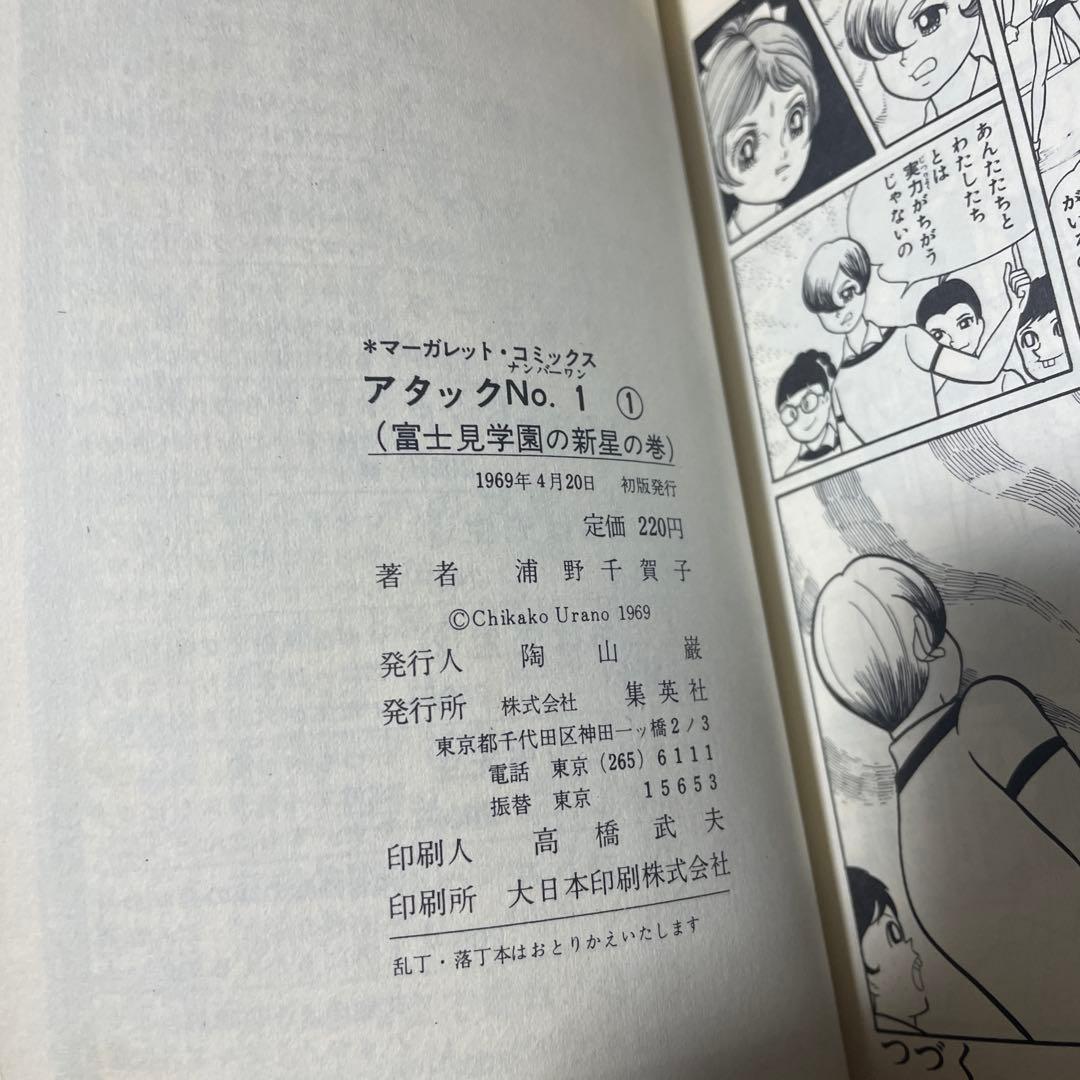 *マーガレット・コミックス
ナンバーワン
アタックNo. 1 ①
(富士見学園の新星の巻)
1969年4月20日 初版発行
定価 220円
著者 浦野千賀子
©Chikako Urano 1969
発行人 陶山巌
発行所 株式会社 集英社
東京都千代田区神田一ッ橋2/3
電話 東京(265)6111
振替 東京 15653
印刷人 高橋武夫
印刷所 大日本印刷株式会社
乱丁・落丁本はおとりかえいたします
あんたたちと
わたしたち
とは
実力がちがう
じゃないの
つづく